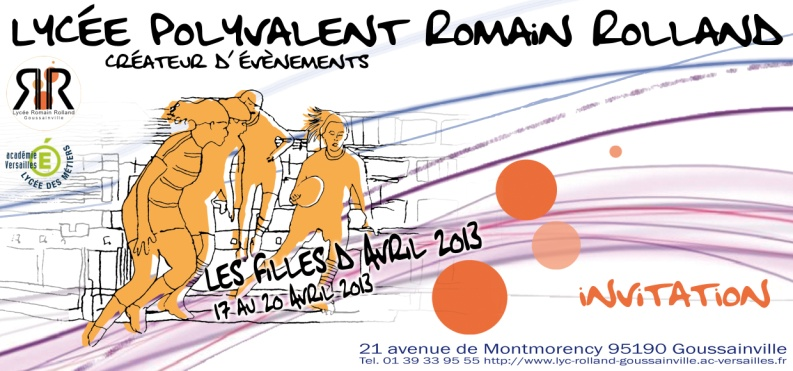 LYCÉE POLYVALENT ROMAIN ROLLAND
CRÉATEUR D'ÉVÈNEMENTS
RR
Lycée Romain Rolland
Goussainville
académie
Versailles
É
LYCÉE DES MÉTIERS
LES FILLES D'AVRIL 2013
17 AU 20 AVRIL 2013
iNViTATiON
21 avenue de Montmorency 95190 Goussainville
Tel. 01 39 33 95 55 http://www.lyc-rolland-goussainville.ac-versailles.fr